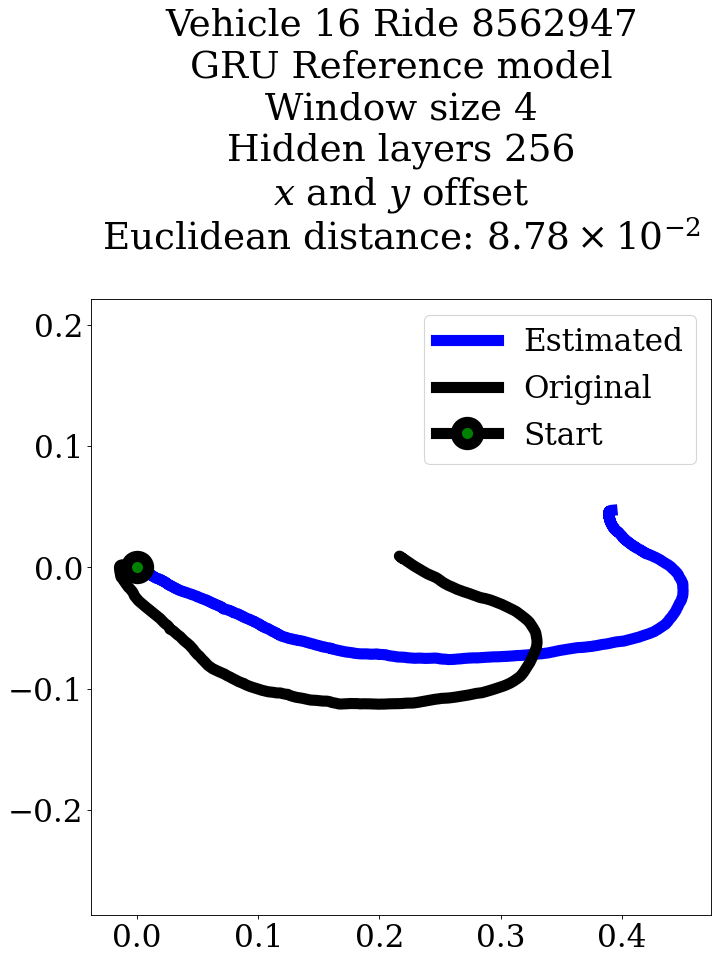 Vehicle 16 Ride 8562947
GRU Reference model
Window size 4
Hidden layers 256
x and y offset
Euclidean distance: 8.78 × 10⁻²
Estimated
Original
Start
0.2
0.1
0.0
−0.1
−0.2
0.0 0.1 0.2 0.3 0.4